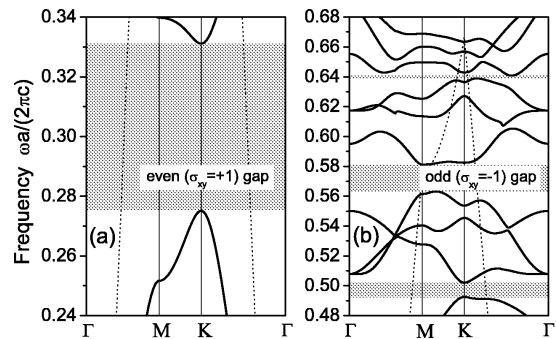 Frequency ωa/(2πc)
0.34
0.32
0.30
0.28
0.26
0.24
even (σxy=+1) gap
(a)
Γ M K Γ
0.68
0.66
0.64
0.62
0.60
0.58
0.56
0.54
0.52
0.50
0.48
odd (σxy=-1) gap
(b)
Γ M K Γ